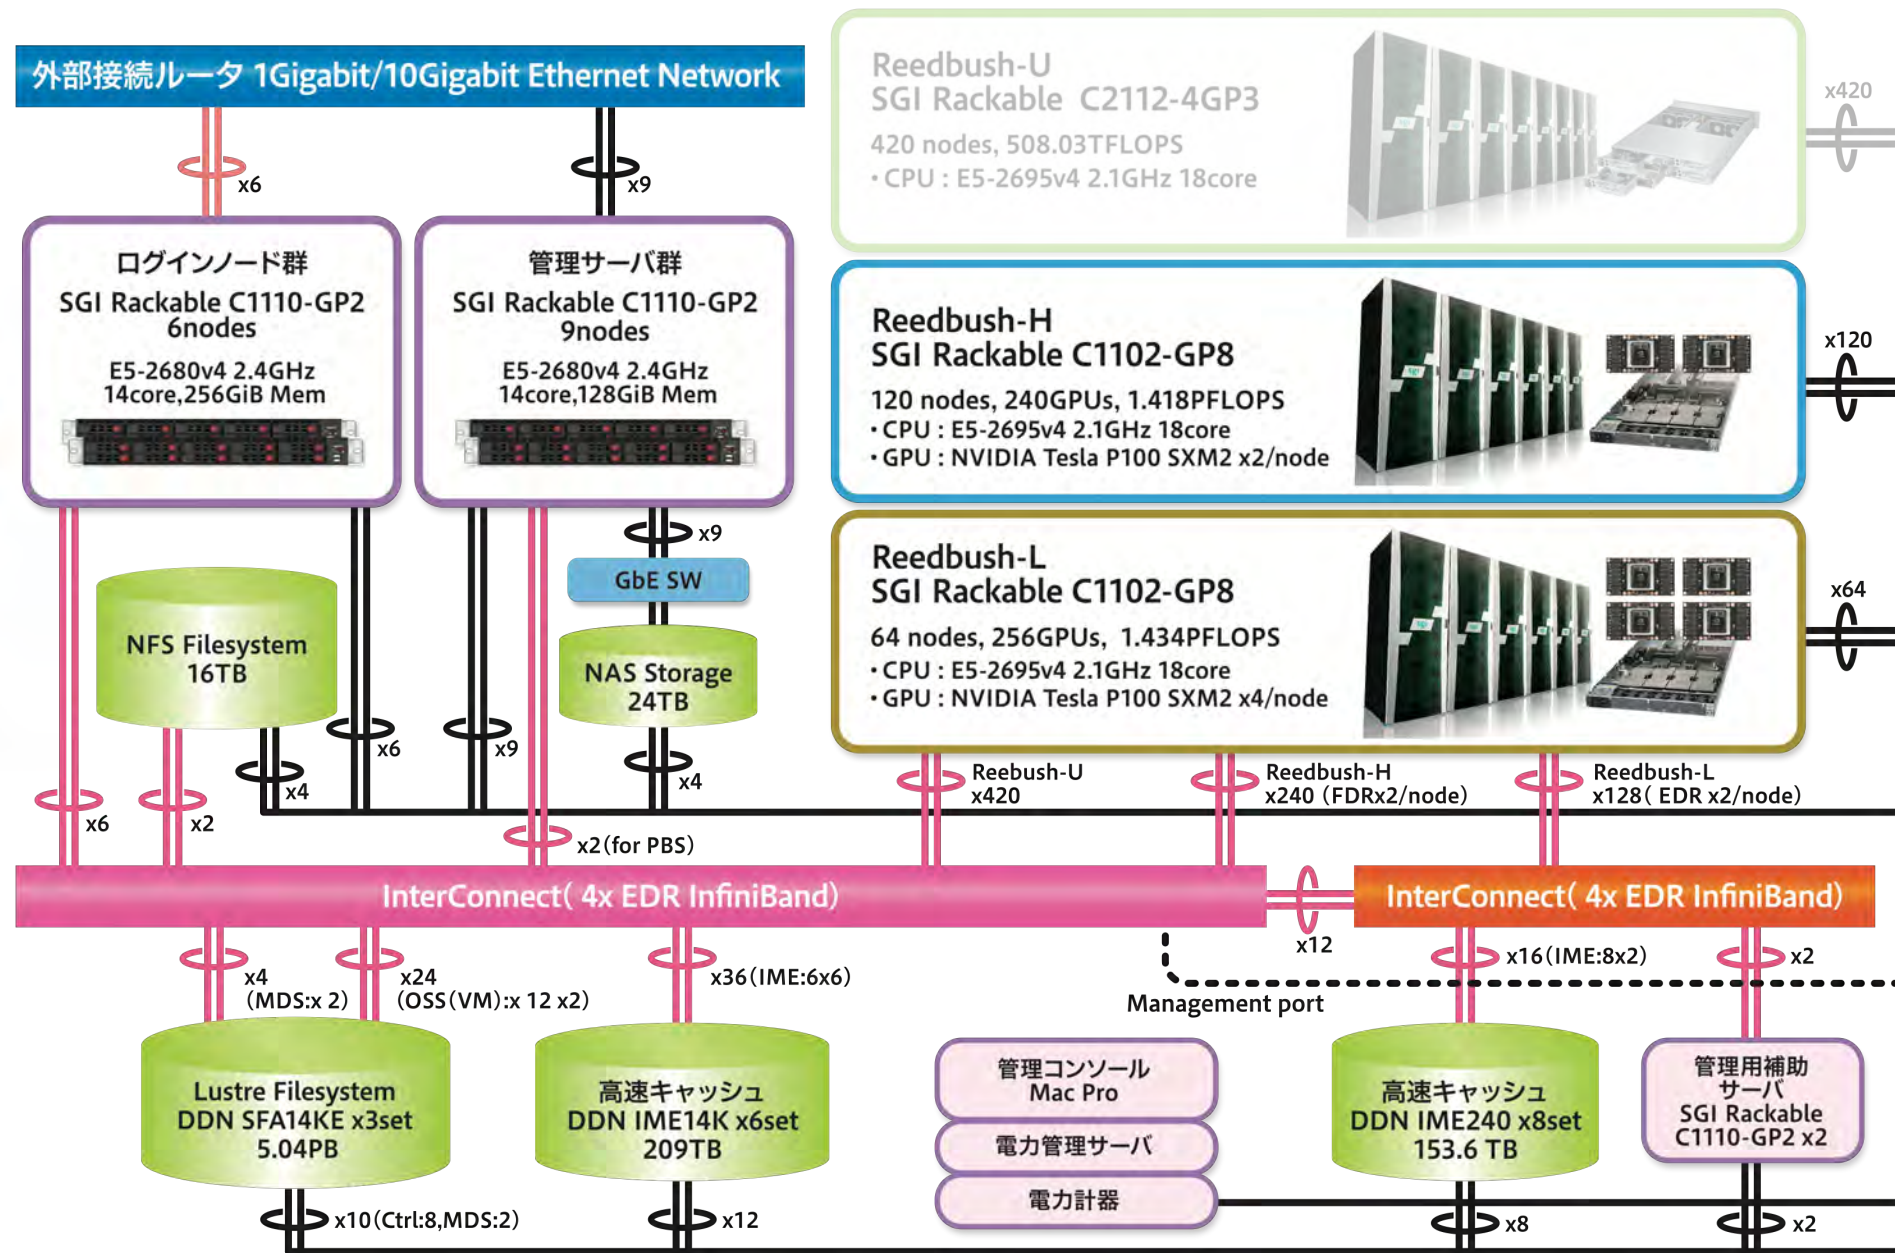 外部接続ルータ 1Gigabit/10Gigabit Ethernet Network
x6
x9
ログインノード群
SGI Rackable C1110-GP2
6nodes
E5-2680v4 2.4GHz
14core,256GiB Mem
管理サーバ群
SGI Rackable C1110-GP2
9nodes
E5-2680v4 2.4GHz
14core,128GiB Mem
Reedbush-U
SGI Rackable C2112-4GP3
420 nodes, 508.03TFLOPS
・CPU : E5-2695v4 2.1GHz 18core
x420
Reedbush-H
SGI Rackable C1102-GP8
120 nodes, 240GPUs, 1.418PFLOPS
・CPU : E5-2695v4 2.1GHz 18core
・GPU : NVIDIA Tesla P100 SXM2 x2/node
x120
Reedbush-L
SGI Rackable C1102-GP8
64 nodes, 256GPUs, 1.434PFLOPS
・CPU : E5-2695v4 2.1GHz 18core
・GPU : NVIDIA Tesla P100 SXM2 x4/node
x64
x9
GbE SW
NFS Filesystem
16TB
NAS Storage
24TB
x6
x9
x4
x4
x6
x2
x2(for PBS)
Reebush-U
x420
Reedbush-H
x240 (FDRx2/node)
Reedbush-L
x128( EDR x2/node)
InterConnect( 4x EDR InfiniBand)
x12
InterConnect( 4x EDR InfiniBand)
x4
(MDS:x 2)
x24
(OSS(VM):x 12 x2)
x36(IME:6x6)
x16(IME:8x2)
x2
Management port
Lustre Filesystem
DDN SFA14KE x3set
5.04PB
高速キャッシュ
DDN IME14K x6set
209TB
管理コンソール
Mac Pro
電力管理サーバ
電力計器
高速キャッシュ
DDN IME240 x8set
153.6 TB
管理用補助
サーバ
SGI Rackable
C1110-GP2 x2
x10(Ctrl:8,MDS:2)
x12
x8
x2